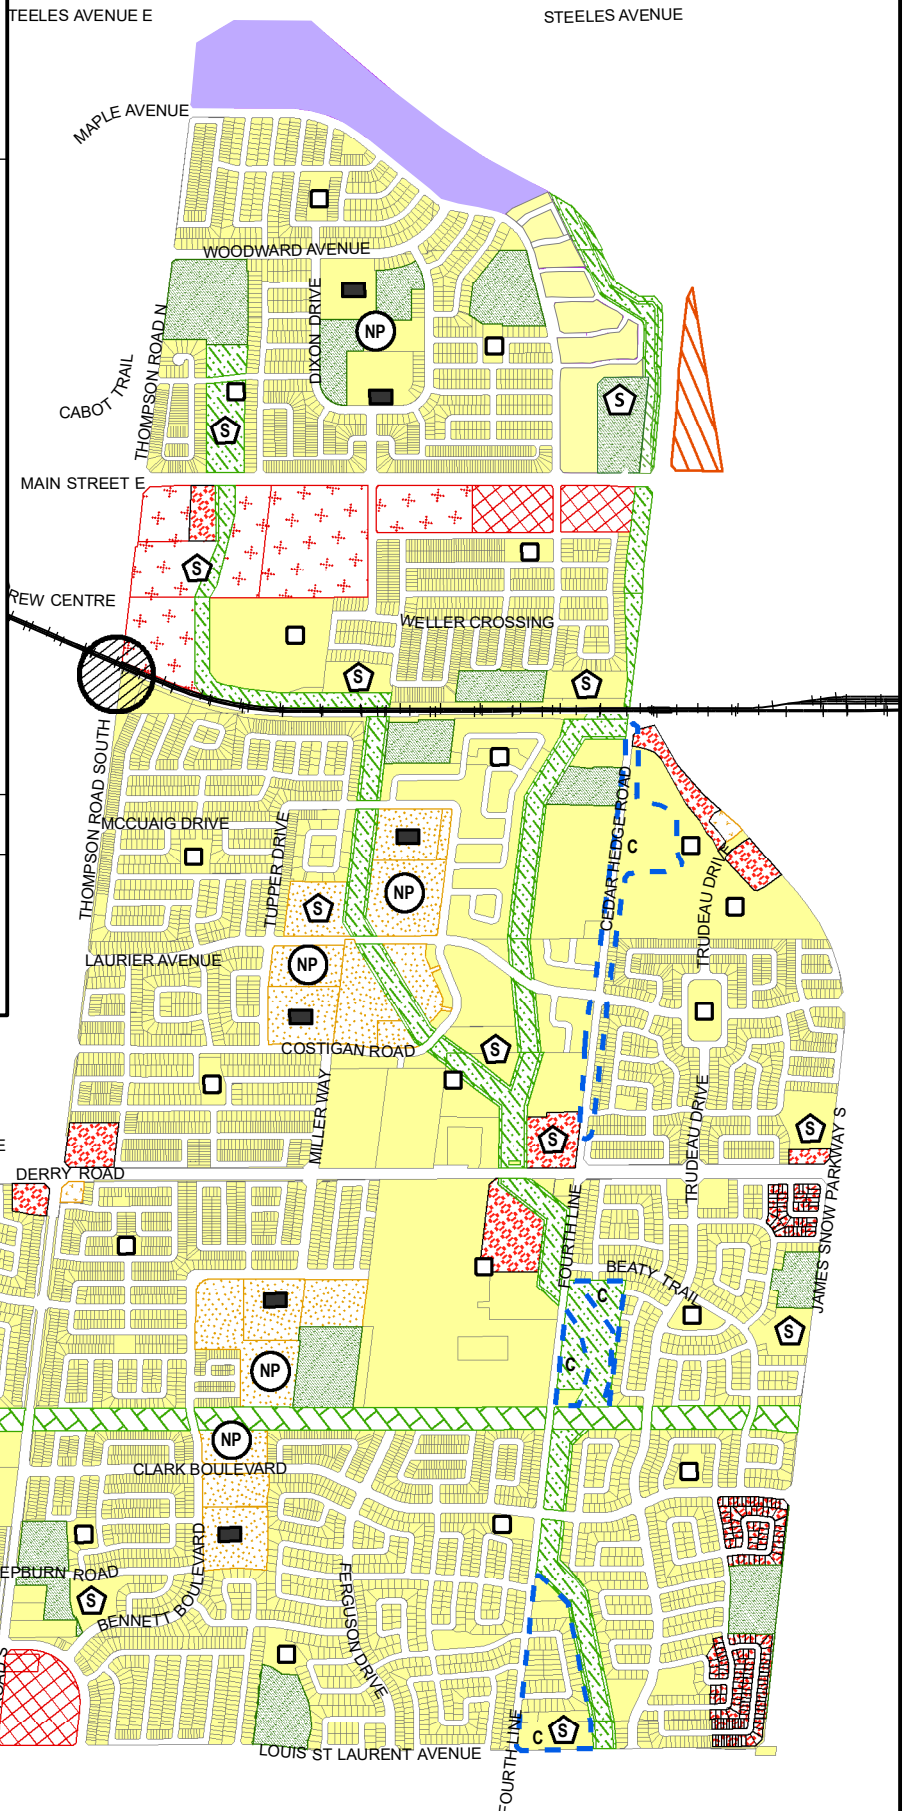 TEELES AVENUE E
STEELES AVENUE
MAPLE AVENUE
WOODWARD AVENUE
DIXON DRIVE
NP
THOMPSON ROAD N
CABOT TRAIL
S
S
MAIN STREET E
S
REW CENTRE
WELLER CROSSING
S
S
THOMPSON ROAD SOUTH
MCCUAIG DRIVE
TUPPER DRIVE
CEDAR HEDGE ROAD
C
TRUDEAU DRIVE
NP
S
LAURIER AVENUE
NP
COSTIGAN ROAD
S
MILLER WAY
TRUDEAU DRIVE
S
S
E
DERRY ROAD
JAMES SNOW PARKWAY S
FOURTH LINE
BEATY TRAIL
C
S
C
NP
NP
CLARK BOULEVARD
EPBURN ROAD
S
BENNETT BOULEVARD
FERGUSON DRIVE
C
S
LOUIS ST LAURENT AVENUE
FOURTH LINE